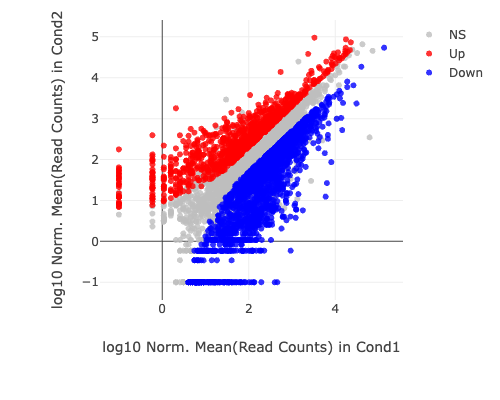 NS
Up
Down
log10 Norm. Mean(Read Counts) in Cond2
5
4
3
2
1
0
−1
0
2
4
log10 Norm. Mean(Read Counts) in Cond1